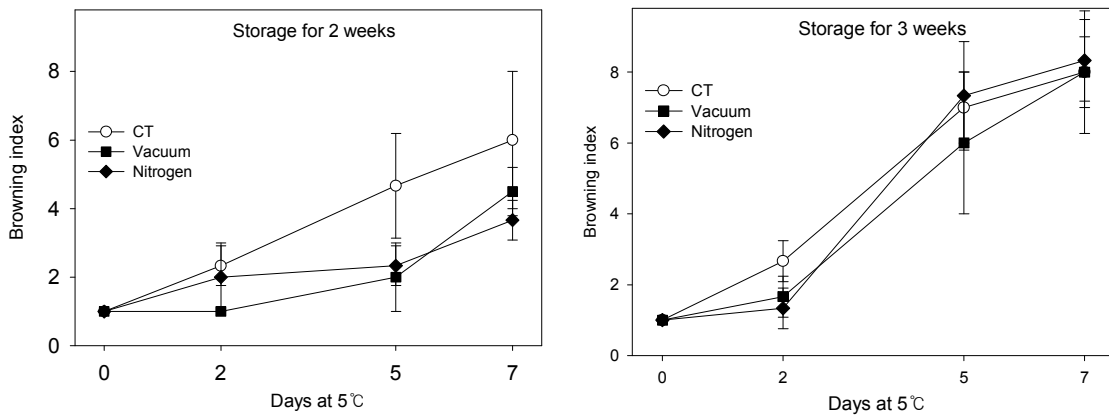 Storage for 2 weeks
8
6
4
2
0
Browning index
CT
Vacuum
Nitrogen
0 2 5 7
Days at 5℃
Storage for 3 weeks
8
6
4
2
0
Browning index
CT
Vacuum
Nitrogen
0 2 5 7
Days at 5℃